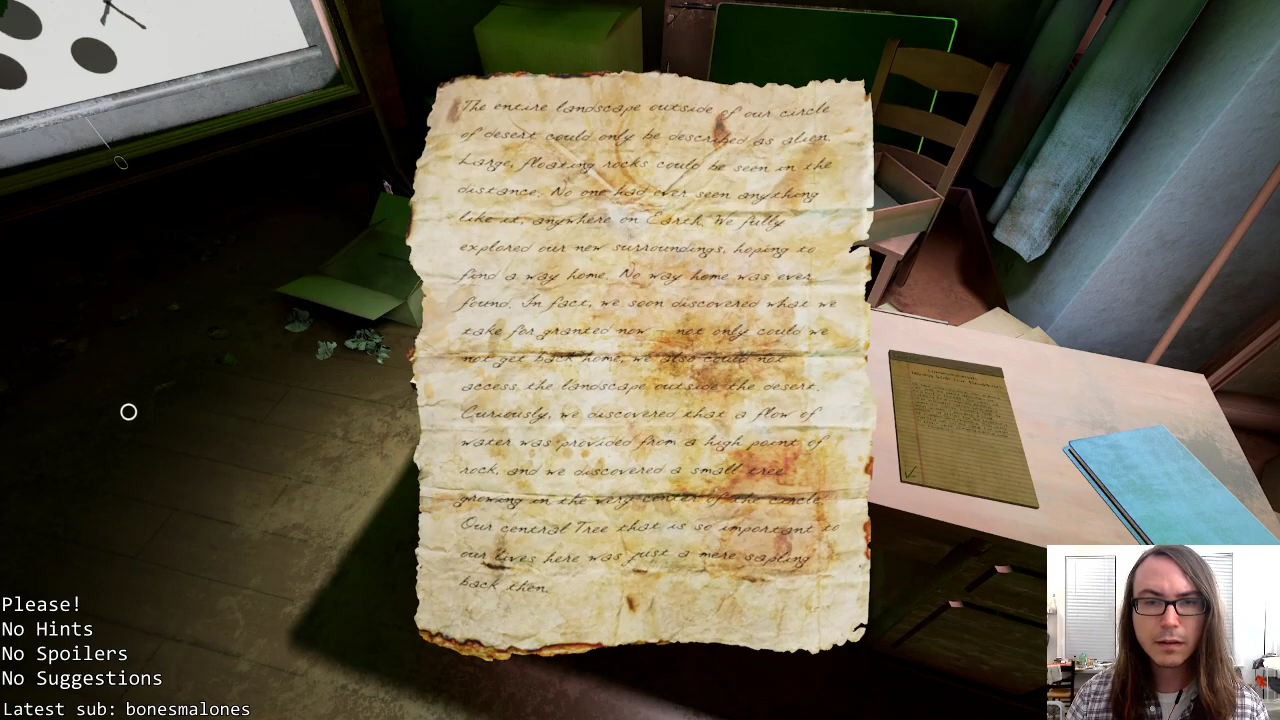 The entire landscape outside of our circle
of desert could only be described as alien.
Large, floating rocks could be seen in the
distance. No one had ever seen anything
like it, anywhere on Earth. We fully
explored our new surroundings, hoping to
find a way home. No way home was ever
found. In fact, we soon discovered what we
take for granted now - not only could we
not get back home, we also could not
access the landscape outside the desert.
Curiously, we discovered that a flow of
water was provided from a high point of
rock, and we discovered a small tree
growing in the very center of the circle.
Our central Tree that is so important to
our lives here was just a mere sapling
back then.
Please!
No Hints
No Spoilers
No Suggestions
Latest sub: bonesmalones